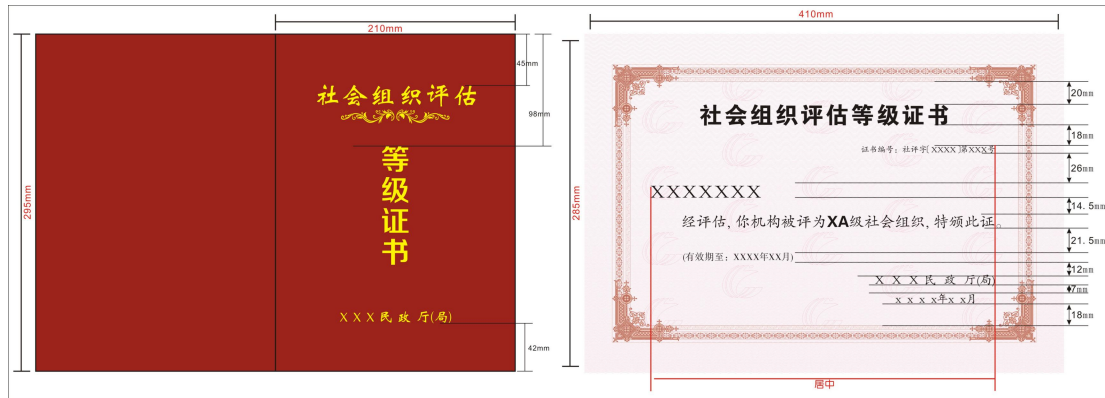 210mm
45mm
98mm
295mm
社会组织评估
等级证书
XXX民政厅(局)
42mm
410mm
285mm
20mm
社会组织评估等级证书
18mm
证书编号：社评字[XXXX]第XXX号
26mm
XXXXXXX
14.5mm
经评估,你机构被评为XA级社会组织,特颁此证。
21.5mm
(有效期至：XXXX年XX月)
12mm
XXX民政厅(局)
7mm
xxxx年xx月
18mm
居中